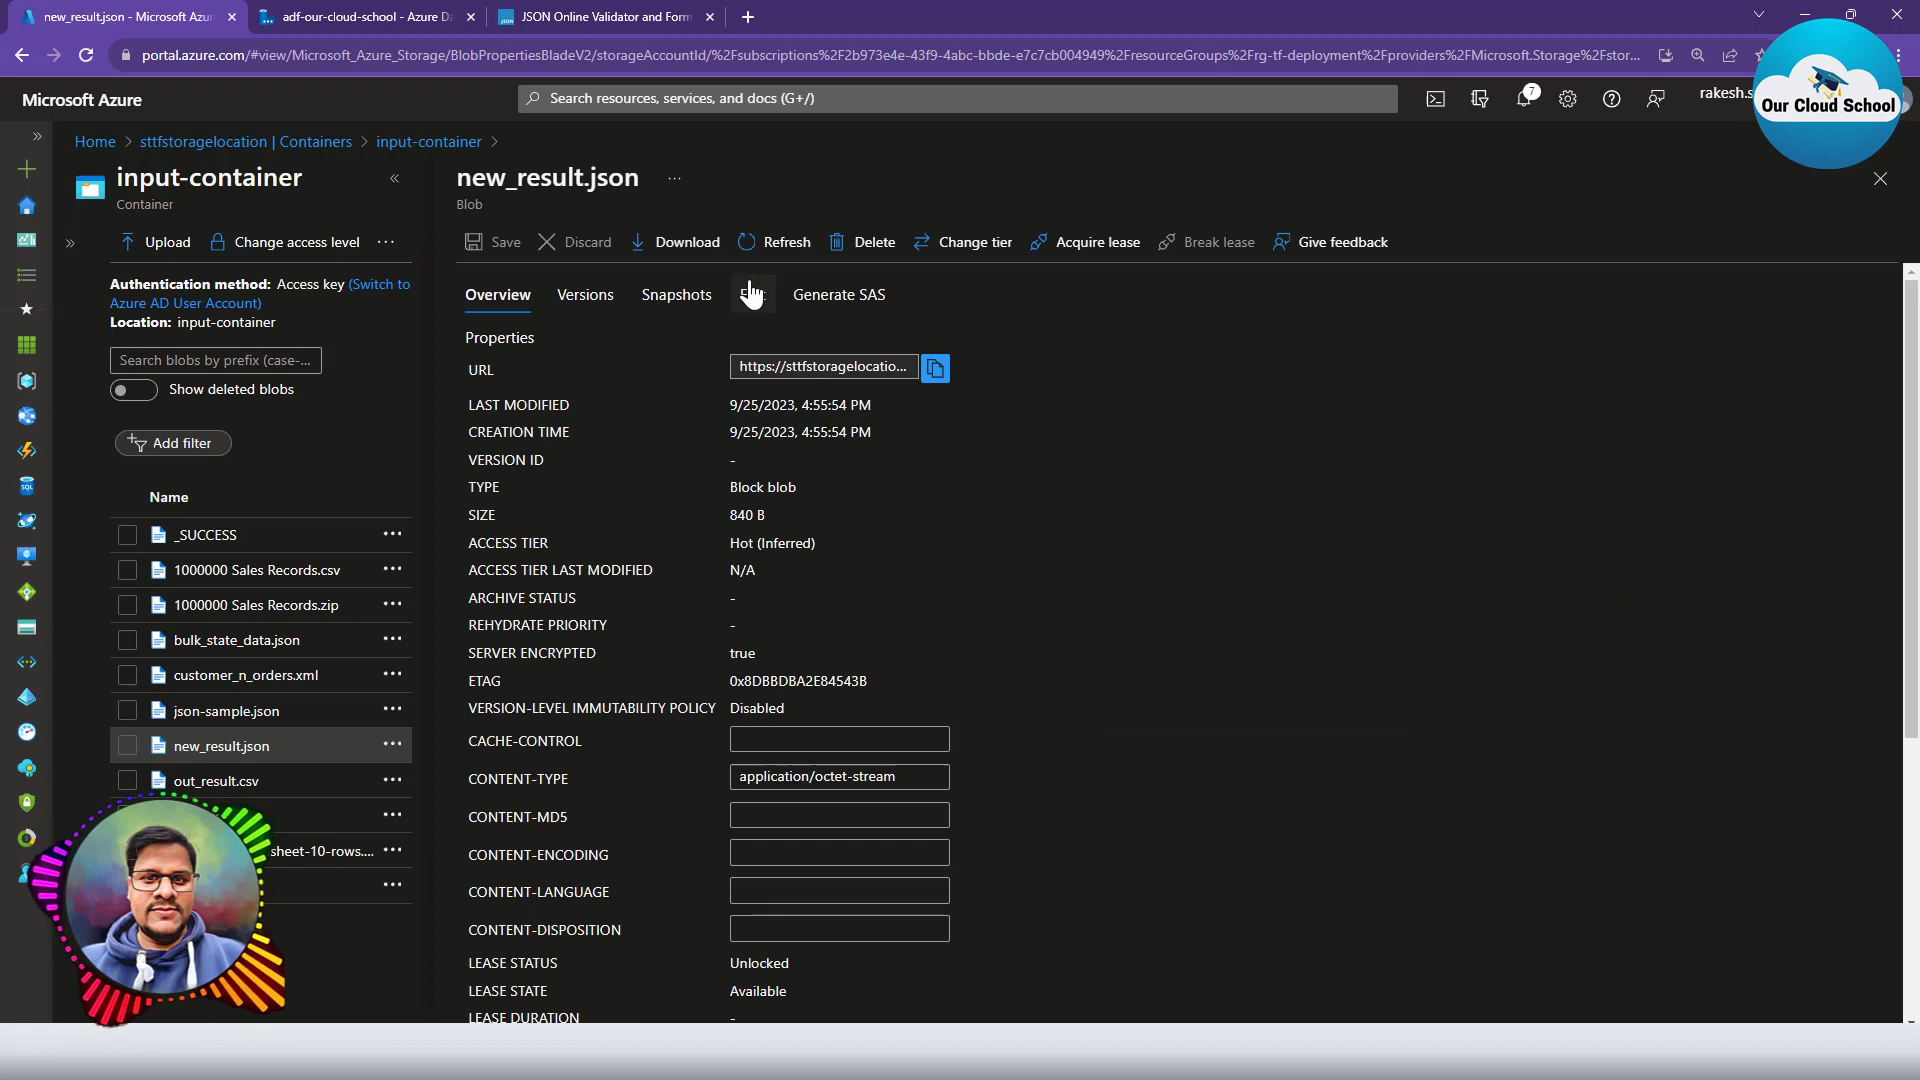 new_result.json - Microsoft Azu
adf-our-cloud-school - Azure Da
JSON Online Validator and Form
portal.azure.com/#view/Microsoft_Azure_Storage/BlobPropertiesBladeV2/storageAccountId/%2Fsubscriptions%2F2b973e4e-43f9-4abc-bbde-e7c7cb004949%2FresourceGroups%2Frg-tf-deployment%2Fproviders%2FMicrosoft.Storage%2Fstor...
Microsoft Azure
Search resources, services, and docs (G+/)
7
rakesh.s
Our Cloud School
Home > sttfstoragelocation | Containers > input-container >
input-container
Container
new_result.json ...
Blob
Upload Change access level ...
Save Discard Download Refresh Delete Change tier Acquire lease Break lease Give feedback
Authentication method: Access key (Switch to
Azure AD User Account)
Location: input-container
Search blobs by prefix (case-...
Show deleted blobs
Add filter
Name
_SUCCESS
1000000 Sales Records.csv
1000000 Sales Records.zip
bulk_state_data.json
customer_n_orders.xml
json-sample.json
new_result.json
out_result.csv
sheet-10-rows....
Overview Versions Snapshots Generate SAS
Properties
URL https://sttfstoragelocatio...
LAST MODIFIED 9/25/2023, 4:55:54 PM
CREATION TIME 9/25/2023, 4:55:54 PM
VERSION ID -
TYPE Block blob
SIZE 840 B
ACCESS TIER Hot (Inferred)
ACCESS TIER LAST MODIFIED N/A
ARCHIVE STATUS -
REHYDRATE PRIORITY -
SERVER ENCRYPTED true
ETAG 0x8DBBDBA2E84543B
VERSION-LEVEL IMMUTABILITY POLICY Disabled
CACHE-CONTROL
CONTENT-TYPE application/octet-stream
CONTENT-MD5
CONTENT-ENCODING
CONTENT-LANGUAGE
CONTENT-DISPOSITION
LEASE STATUS Unlocked
LEASE STATE Available
LEASE DURATION -